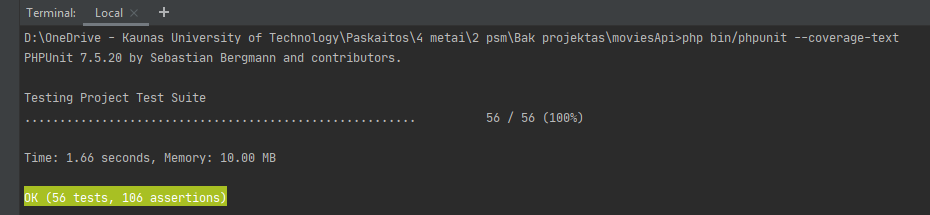 Terminal: Local × +
D:\OneDrive - Kaunas University of Technology\Paskaitos\4 metai\2 psm\Bak projektas\moviesApi>php bin/phpunit --coverage-text
PHPUnit 7.5.20 by Sebastian Bergmann and contributors.
Testing Project Test Suite
........................................................ 56 / 56 (100%)
Time: 1.66 seconds, Memory: 10.00 MB
OK (56 tests, 106 assertions)